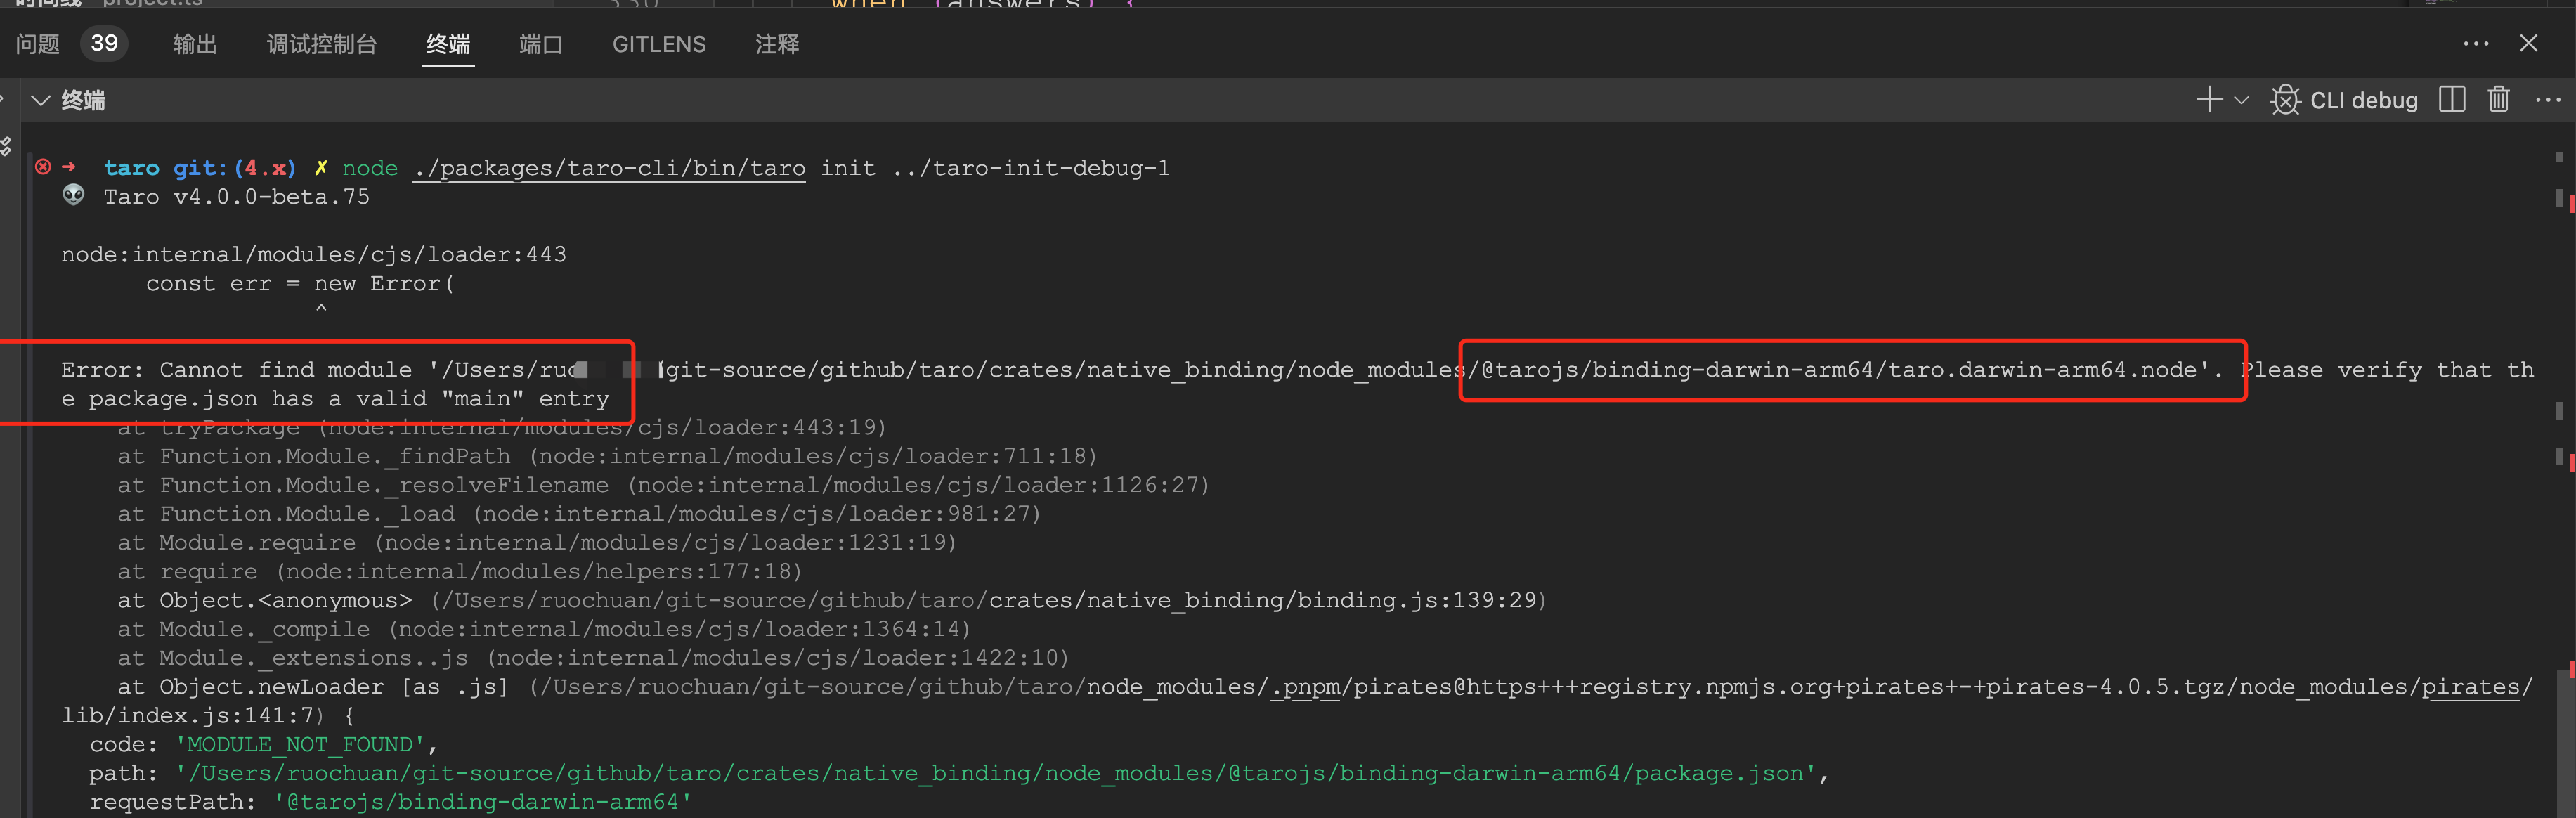 时间线 project.ts 330 when (answers) {
问题 39 输出 调试控制台 终端 端口 GITLENS 注释
终端 CLI debug
taro git:(4.x) ✗ node ./packages/taro-cli/bin/taro init ../taro-init-debug-1
👽 Taro v4.0.0-beta.75
node:internal/modules/cjs/loader:443
const err = new Error(
^
Error: Cannot find module '/Users/ruo /git-source/github/taro/crates/native_binding/node_modules/@tarojs/binding-darwin-arm64/taro.darwin-arm64.node'. Please verify that th
e package.json has a valid "main" entry
at tryPackage (node:internal/modules/cjs/loader:443:19)
at Function.Module._findPath (node:internal/modules/cjs/loader:711:18)
at Function.Module._resolveFilename (node:internal/modules/cjs/loader:1126:27)
at Function.Module._load (node:internal/modules/cjs/loader:981:27)
at Module.require (node:internal/modules/cjs/loader:1231:19)
at require (node:internal/modules/helpers:177:18)
at Object.<anonymous> (/Users/ruochuan/git-source/github/taro/crates/native_binding/binding.js:139:29)
at Module._compile (node:internal/modules/cjs/loader:1364:14)
at Module._extensions..js (node:internal/modules/cjs/loader:1422:10)
at Object.newLoader [as .js] (/Users/ruochuan/git-source/github/taro/node_modules/.pnpm/pirates@https+++registry.npmjs.org+pirates+-+pirates-4.0.5.tgz/node_modules/pirates/
lib/index.js:141:7) {
code: 'MODULE_NOT_FOUND',
path: '/Users/ruochuan/git-source/github/taro/crates/native_binding/node_modules/@tarojs/binding-darwin-arm64/package.json',
requestPath: '@tarojs/binding-darwin-arm64'